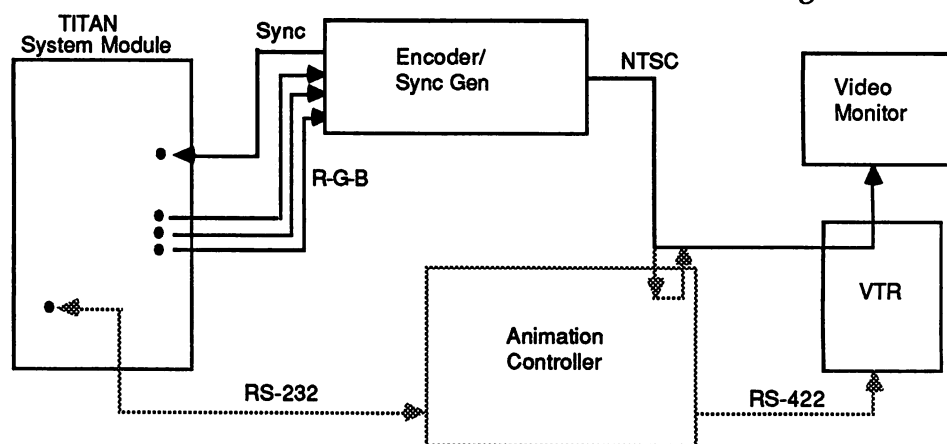 TITAN
System Module
Sync
Encoder/
Sync Gen
NTSC
Video
Monitor
R-G-B
VTR
Animation
Controller
RS-232
RS-422